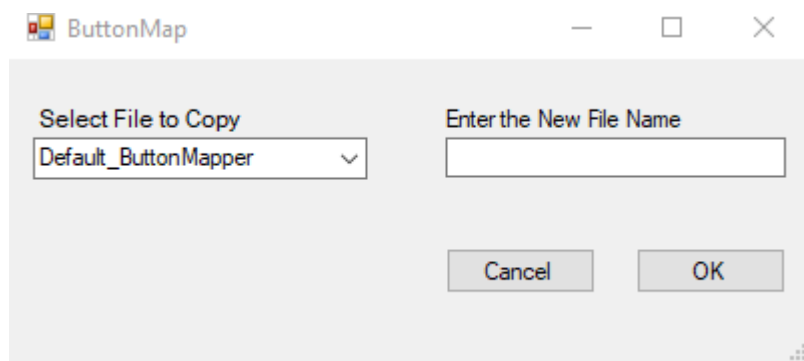 ButtonMap
Select File to Copy
Enter the New File Name
Default_ButtonMapper
Cancel
OK